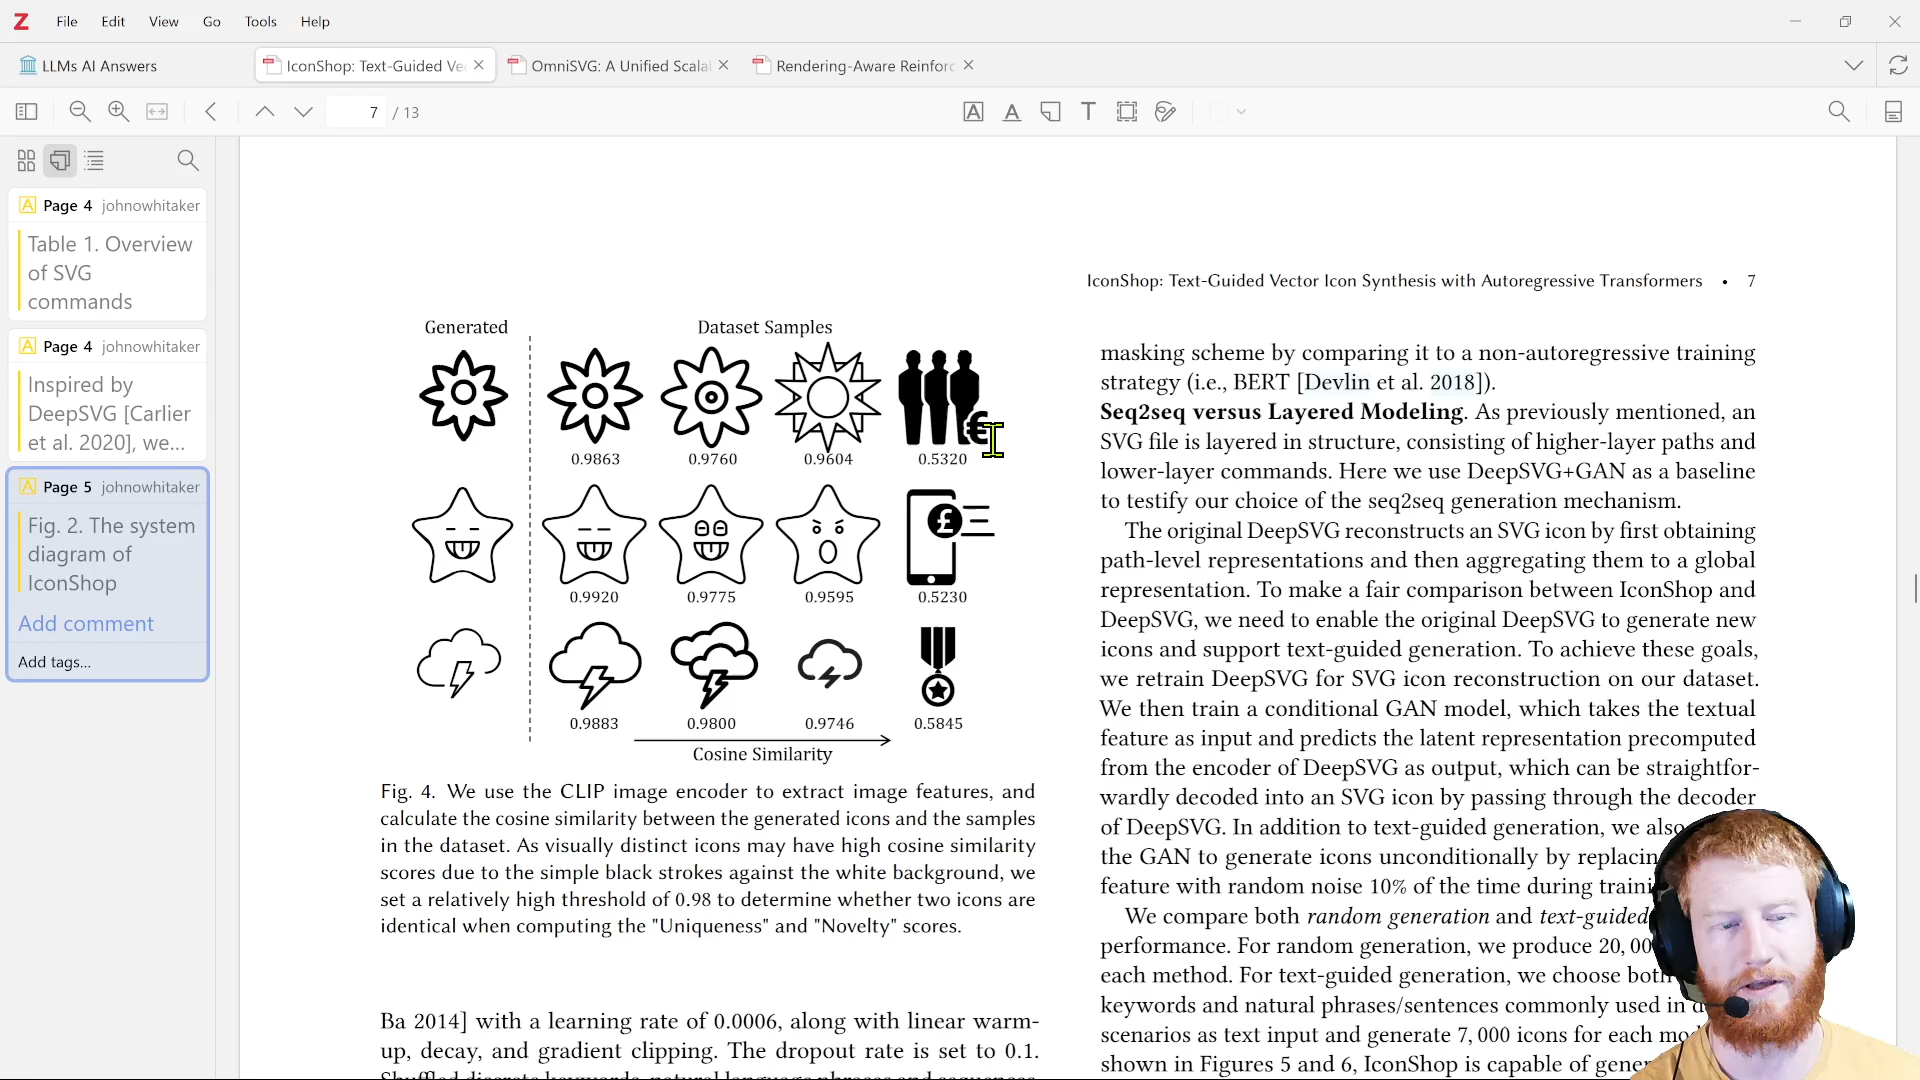 Z File Edit View Go Tools Help
LLMs AI Answers IconShop: Text-Guided Ve OmniSVG: A Unified Scala Rendering-Aware Reinforc
7 / 13
Page 4 johnowhitaker
Table 1. Overview
of SVG
commands
Page 4 johnowhitaker
Inspired by
DeepSVG [Carlier
et al. 2020], we...
Page 5 johnowhitaker
Fig. 2. The system
diagram of
IconShop
Add comment
Add tags...
IconShop: Text-Guided Vector Icon Synthesis with Autoregressive Transformers • 7
Generated Dataset Samples
€
0.9863 0.9760 0.9604 0.5320
£
0.9920 0.9775 0.9595 0.5230
0.9883 0.9800 0.9746 0.5845
Cosine Similarity
Fig. 4. We use the CLIP image encoder to extract image features, and
calculate the cosine similarity between the generated icons and the samples
in the dataset. As visually distinct icons may have high cosine similarity
scores due to the simple black strokes against the white background, we
set a relatively high threshold of 0.98 to determine whether two icons are
identical when computing the "Uniqueness" and "Novelty" scores.
Ba 2014] with a learning rate of 0.0006, along with linear warm-
up, decay, and gradient clipping. The dropout rate is set to 0.1.
Shuffled discrete keywords, natural language phrases and sequences
masking scheme by comparing it to a non-autoregressive training
strategy (i.e., BERT [Devlin et al. 2018]).
Seq2seq versus Layered Modeling. As previously mentioned, an
SVG file is layered in structure, consisting of higher-layer paths and
lower-layer commands. Here we use DeepSVG+GAN as a baseline
to testify our choice of the seq2seq generation mechanism.
The original DeepSVG reconstructs an SVG icon by first obtaining
path-level representations and then aggregating them to a global
representation. To make a fair comparison between IconShop and
DeepSVG, we need to enable the original DeepSVG to generate new
icons and support text-guided generation. To achieve these goals,
we retrain DeepSVG for SVG icon reconstruction on our dataset.
We then train a conditional GAN model, which takes the textual
feature as input and predicts the latent representation precomputed
from the encoder of DeepSVG as output, which can be straightfor-
wardly decoded into an SVG icon by passing through the decoder
of DeepSVG. In addition to text-guided generation, we also
the GAN to generate icons unconditionally by replacin
feature with random noise 10% of the time during traini
We compare both random generation and text-guided
performance. For random generation, we produce 20, 00
each method. For text-guided generation, we choose both
keywords and natural phrases/sentences commonly used in d
scenarios as text input and generate 7, 000 icons for each mo
shown in Figures 5 and 6, IconShop is capable of gener